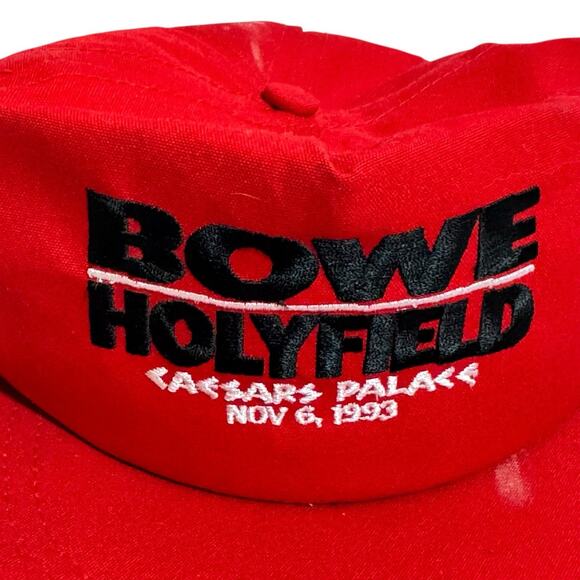 BOWE
HOLYFIELD
CAESARS PALACE
NOV 6, 1993